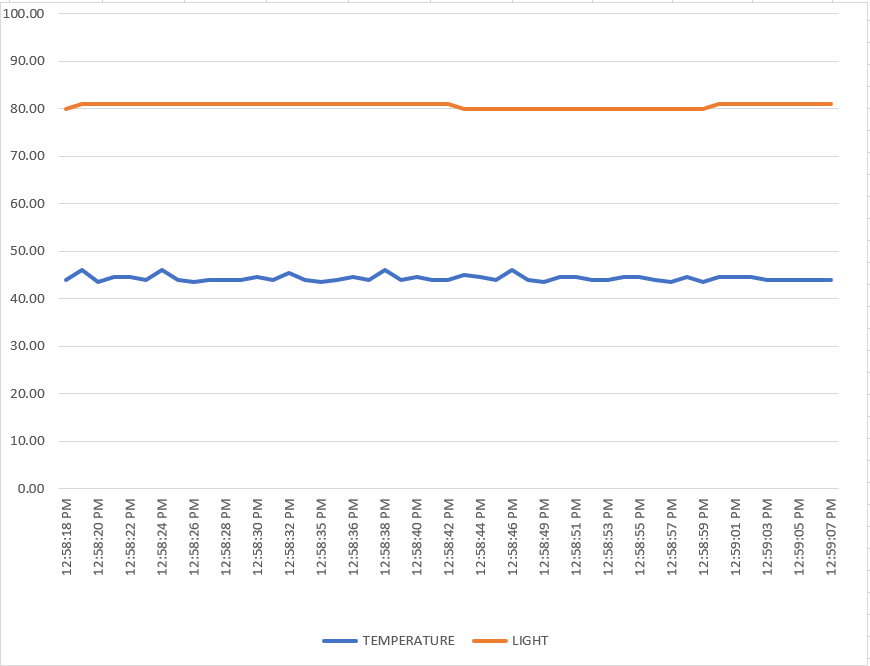 100.00
90.00
80.00
70.00
60.00
50.00
40.00
30.00
20.00
10.00
0.00
12:58:18 PM
12:58:20 PM
12:58:22 PM
12:58:24 PM
12:58:26 PM
12:58:28 PM
12:58:30 PM
12:58:32 PM
12:58:35 PM
12:58:36 PM
12:58:38 PM
12:58:40 PM
12:58:42 PM
12:58:44 PM
12:58:46 PM
12:58:49 PM
12:58:51 PM
12:58:53 PM
12:58:55 PM
12:58:57 PM
12:58:59 PM
12:59:01 PM
12:59:03 PM
12:59:05 PM
12:59:07 PM
TEMPERATURE LIGHT